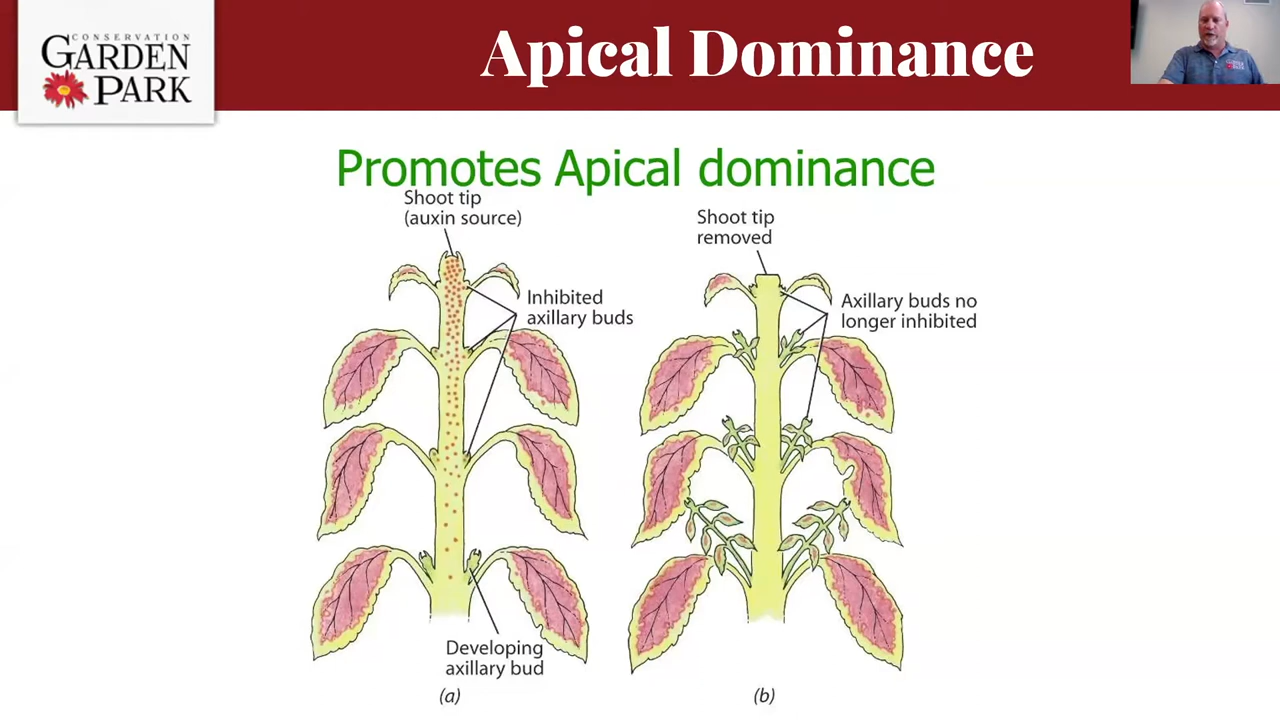 CONSERVATION
GARDEN
PARK
Apical Dominance
Promotes Apical dominance
Shoot tip
(auxin source)
Inhibited
axillary buds
Developing
axillary bud
(a)
Shoot tip
removed
Axillary buds no
longer inhibited
(b)